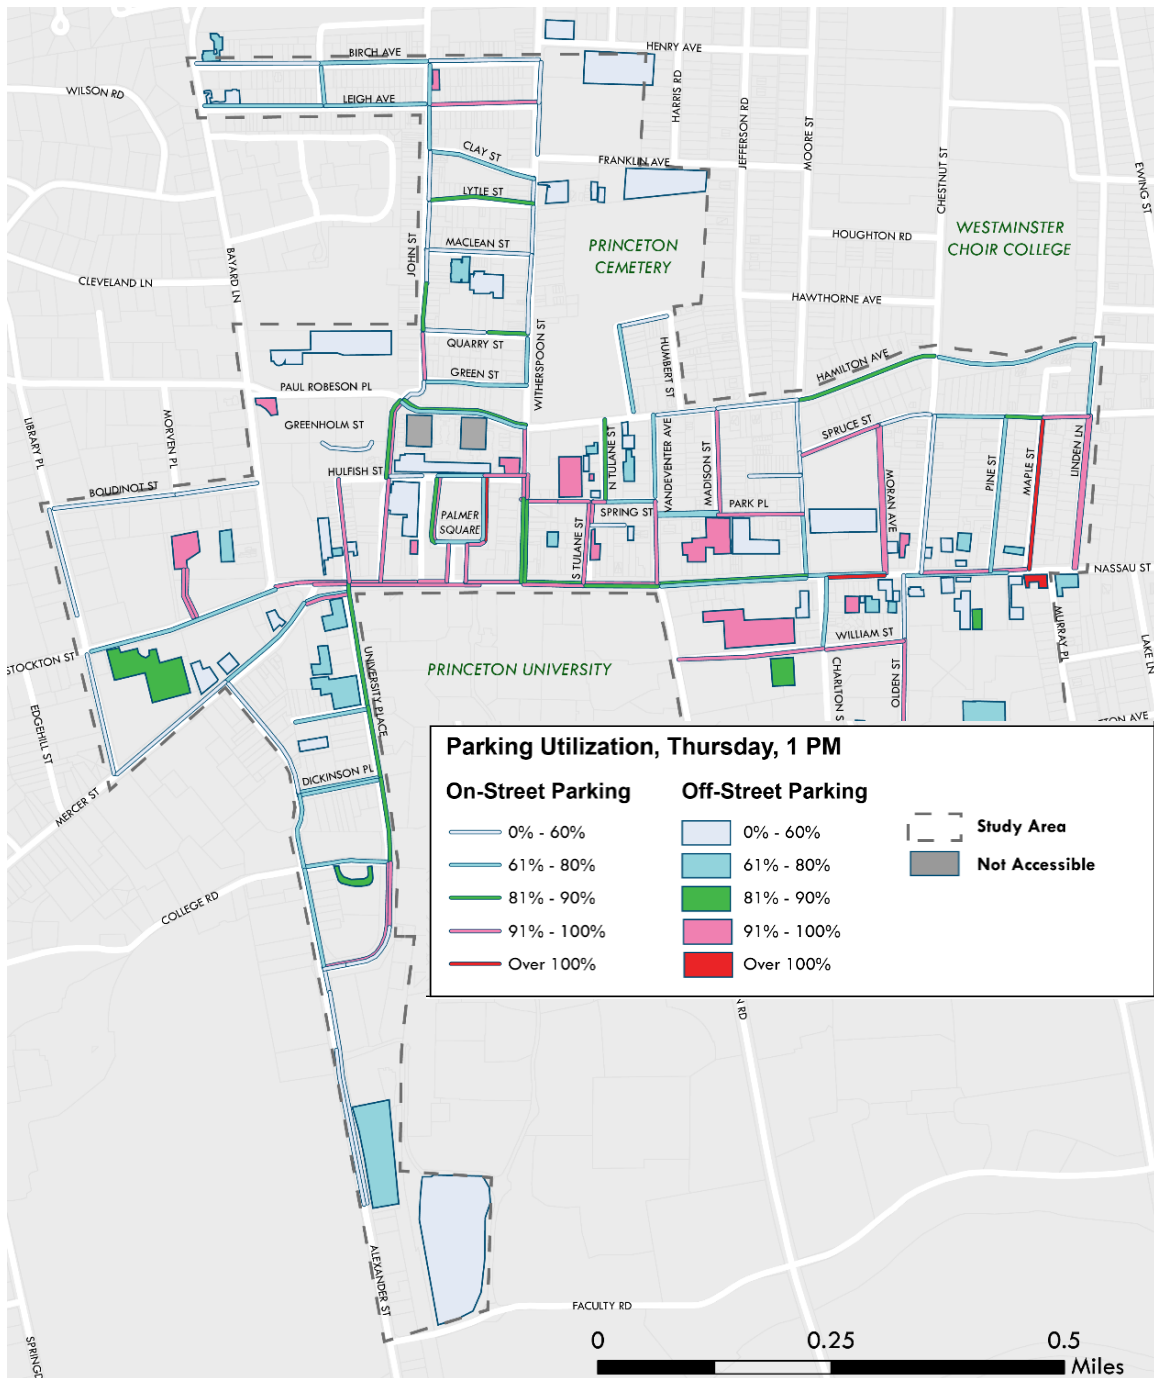 BIRCH AVE
HENRY AVE
WILSON RD
LEIGH AVE
HARRIS RD
JEFFERSON RD
MOORE ST
CHESTNUT ST
EWING ST
CLAY ST
FRANKLIN AVE
LYTLE ST
JOHN ST
MACLEAN ST
PRINCETON
CEMETERY
HOUGHTON RD
WESTMINSTER
CHOIR COLLEGE
BAYARD LN
CLEVELAND LN
HAWTHORNE AVE
WITHERSPOON ST
QUARRY ST
GREEN ST
HUMBERT ST
HAMILTON AVE
PAUL ROBESON PL
LIBRARY PL
MORVEN PL
GREENHOLM ST
HULFISH ST
N TULANE ST
VANDEVENTER AVE
MADISON ST
SPRUCE ST
MORAN AVE
PINE ST
MAPLE ST
LINDEN LN
BOUDINOT ST
PALMER
SQUARE
S TULANE ST
SPRING ST
PARK PL
NASSAU ST
STOCKTON ST
EDGEHILL ST
MERCER ST
UNIVERSITY PLACE
PRINCETON UNIVERSITY
WILLIAM ST
CHARLTON S
OLDEN ST
MURRAY PL
LAKE LN
TON AVE
DICKINSON PL
COLLEGE RD
Parking Utilization, Thursday, 1 PM
On-Street Parking
Off-Street Parking
0% - 60%
0% - 60%
Study Area
61% - 80%
61% - 80%
Not Accessible
81% - 90%
81% - 90%
91% - 100%
91% - 100%
Over 100%
Over 100%
N RD
ALEXANDER ST
FACULTY RD
SPRINGD
0
0.25
0.5
Miles